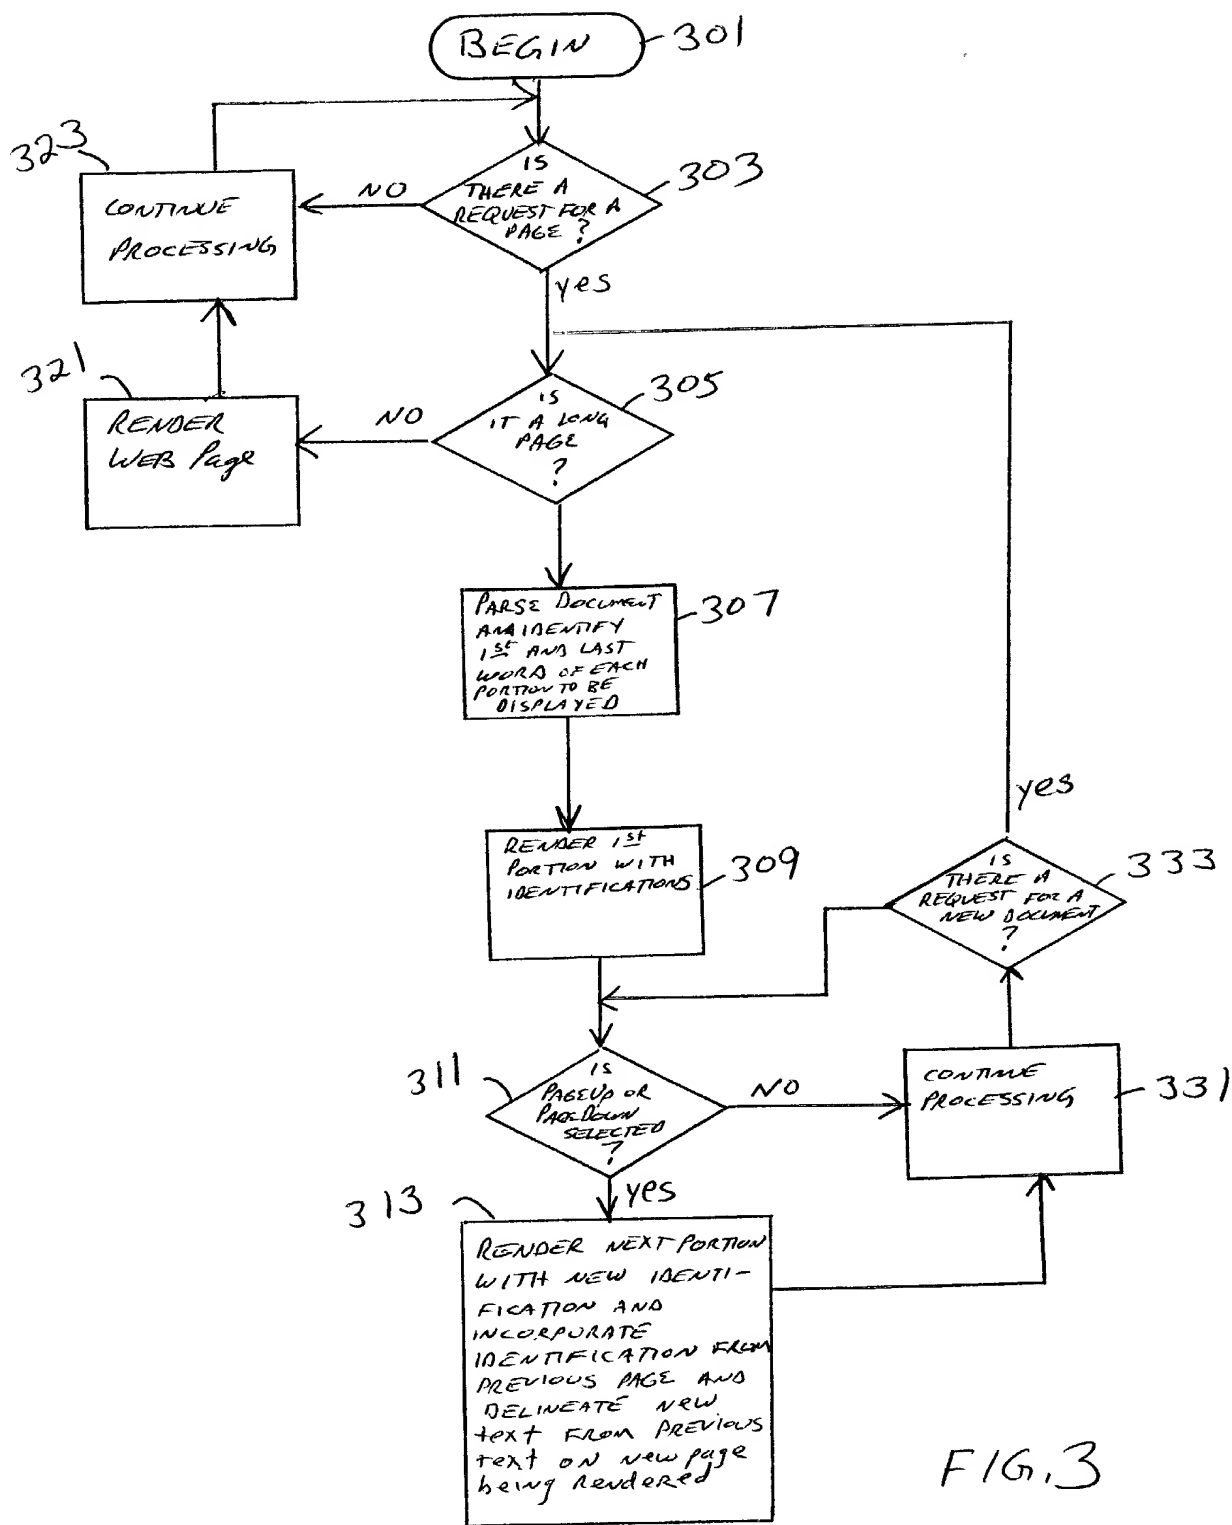 BEGIN
301
323
CONTINUE
PROCESSING
NO
IS
THERE A
REQUEST FOR A
PAGE?
303
yes
321
RENDER
WEB Page
NO
IS
IT A LONG
PAGE
?
305
PARSE DOCUMENT
AND IDENTIFY
1st AND LAST
WORD OF EACH
PORTION TO BE
DISPLAYED
307
yes
RENDER 1st
PORTION WITH
IDENTIFICATIONS
309
IS
THERE A
REQUEST FOR A
NEW DOCUMENT
?
333
311
IS
PAGEUP OR
PAGEDOWN
SELECTED
?
NO
CONTINUE
PROCESSING
331
yes
313
RENDER NEXT PORTION
WITH NEW IDENTI-
FICATION AND
INCORPORATE
IDENTIFICATION FROM
PREVIOUS PAGE AND
DELINEATE NEW
text FROM PREVIOUS
text ON NEW page
being rendered
FIG. 3